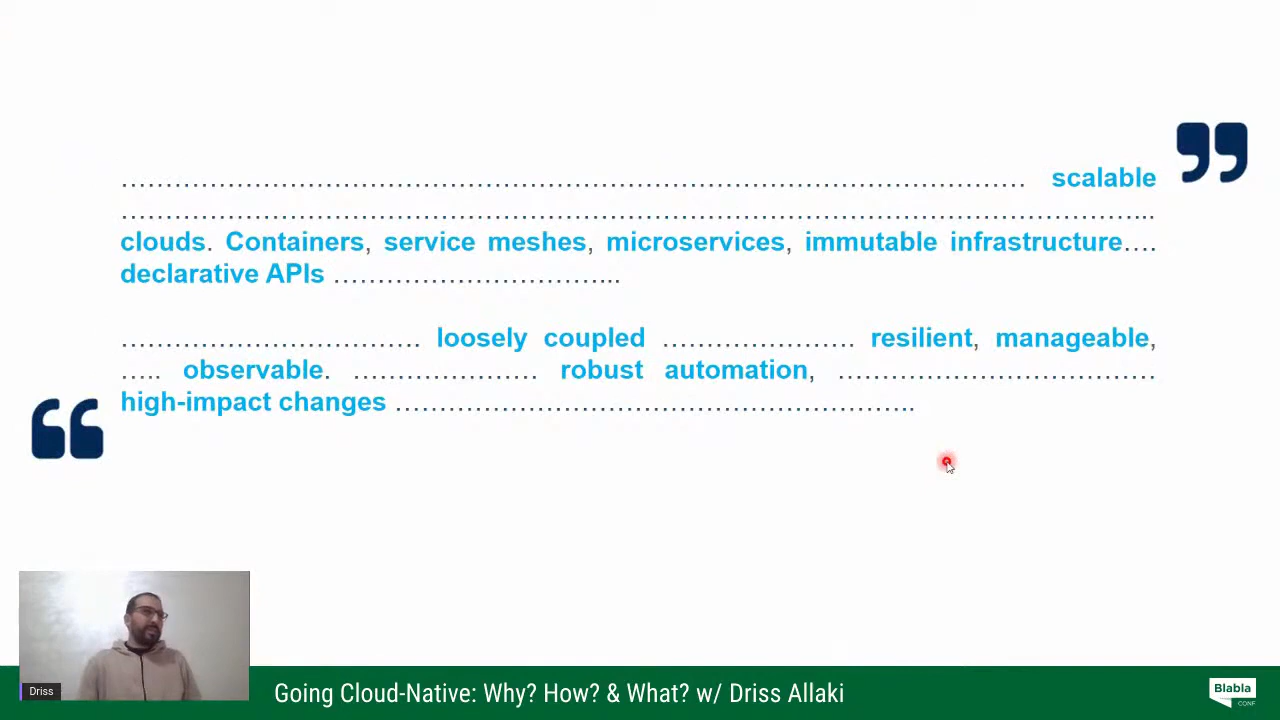 …………………………………………………………………………………………… scalable
………………………………………………………………………………………………………...
clouds. Containers, service meshes, microservices, immutable infrastructure….
declarative APIs …………………………...
……………………………. loosely coupled …………………. resilient, manageable,
….. observable. ………………… robust automation, ………………………………
high-impact changes …………………………………………………..
Driss
Going Cloud-Native: Why? How? & What? w/ Driss Allaki
Blabla
CONF